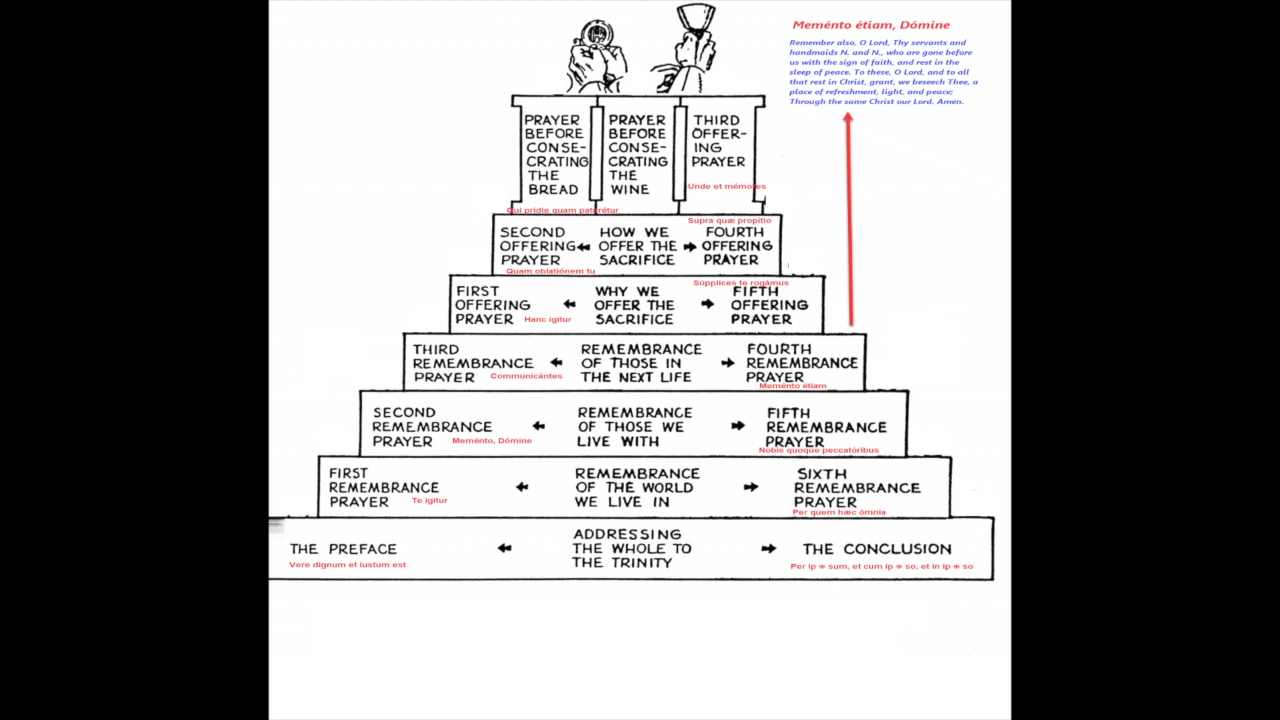 Meménto étiam, Dómine
Remember also, O Lord, Thy servants and
handmaids N. and N., who are gone before
us with the sign of faith, and rest in the
sleep of peace. To these, O Lord, and to all
that rest in Christ, grant, we beseech Thee, a
place of refreshment, light, and peace;
Through the same Christ our Lord. Amen.
PRAYER
BEFORE
CONSE-
CRATING
THE
BREAD
Qui prídie quam paterétur
PRAYER
BEFORE
CONSE-
CRATING
THE
WINE
THIRD
OFFER-
ING
PRAYER
Unde et mémores
SECOND
OFFERING
PRAYER
Quam oblatiónem tu
HOW WE
OFFER THE
SACRIFICE
Supra quæ propitio
FOURTH
OFFERING
PRAYER
FIRST
OFFERING
PRAYER Hanc igitur
WHY WE
OFFER THE
SACRIFICE
Súpplices te rogámus
FIFTH
OFFERING
PRAYER
THIRD
REMEMBRANCE
PRAYER Communicántes
REMEMBRANCE
OF THOSE IN
THE NEXT LIFE
FOURTH
REMEMBRANCE
PRAYER
Meménto étiam
SECOND
REMEMBRANCE
PRAYER Meménto, Dómine
REMEMBRANCE
OF THOSE WE
LIVE WITH
FIFTH
REMEMBRANCE
PRAYER
Nobis quoque peccatóribus
FIRST
REMEMBRANCE
PRAYER Te igitur
REMEMBRANCE
OF THE WORLD
WE LIVE IN
SIXTH
REMEMBRANCE
PRAYER
Per quem hæc ómnia
THE PREFACE
Vere dignum et iustum est
ADDRESSING
THE WHOLE TO
THE TRINITY
THE CONCLUSION
Per ip ✠ sum, et cum ip ✠ so, et in ip ✠ so